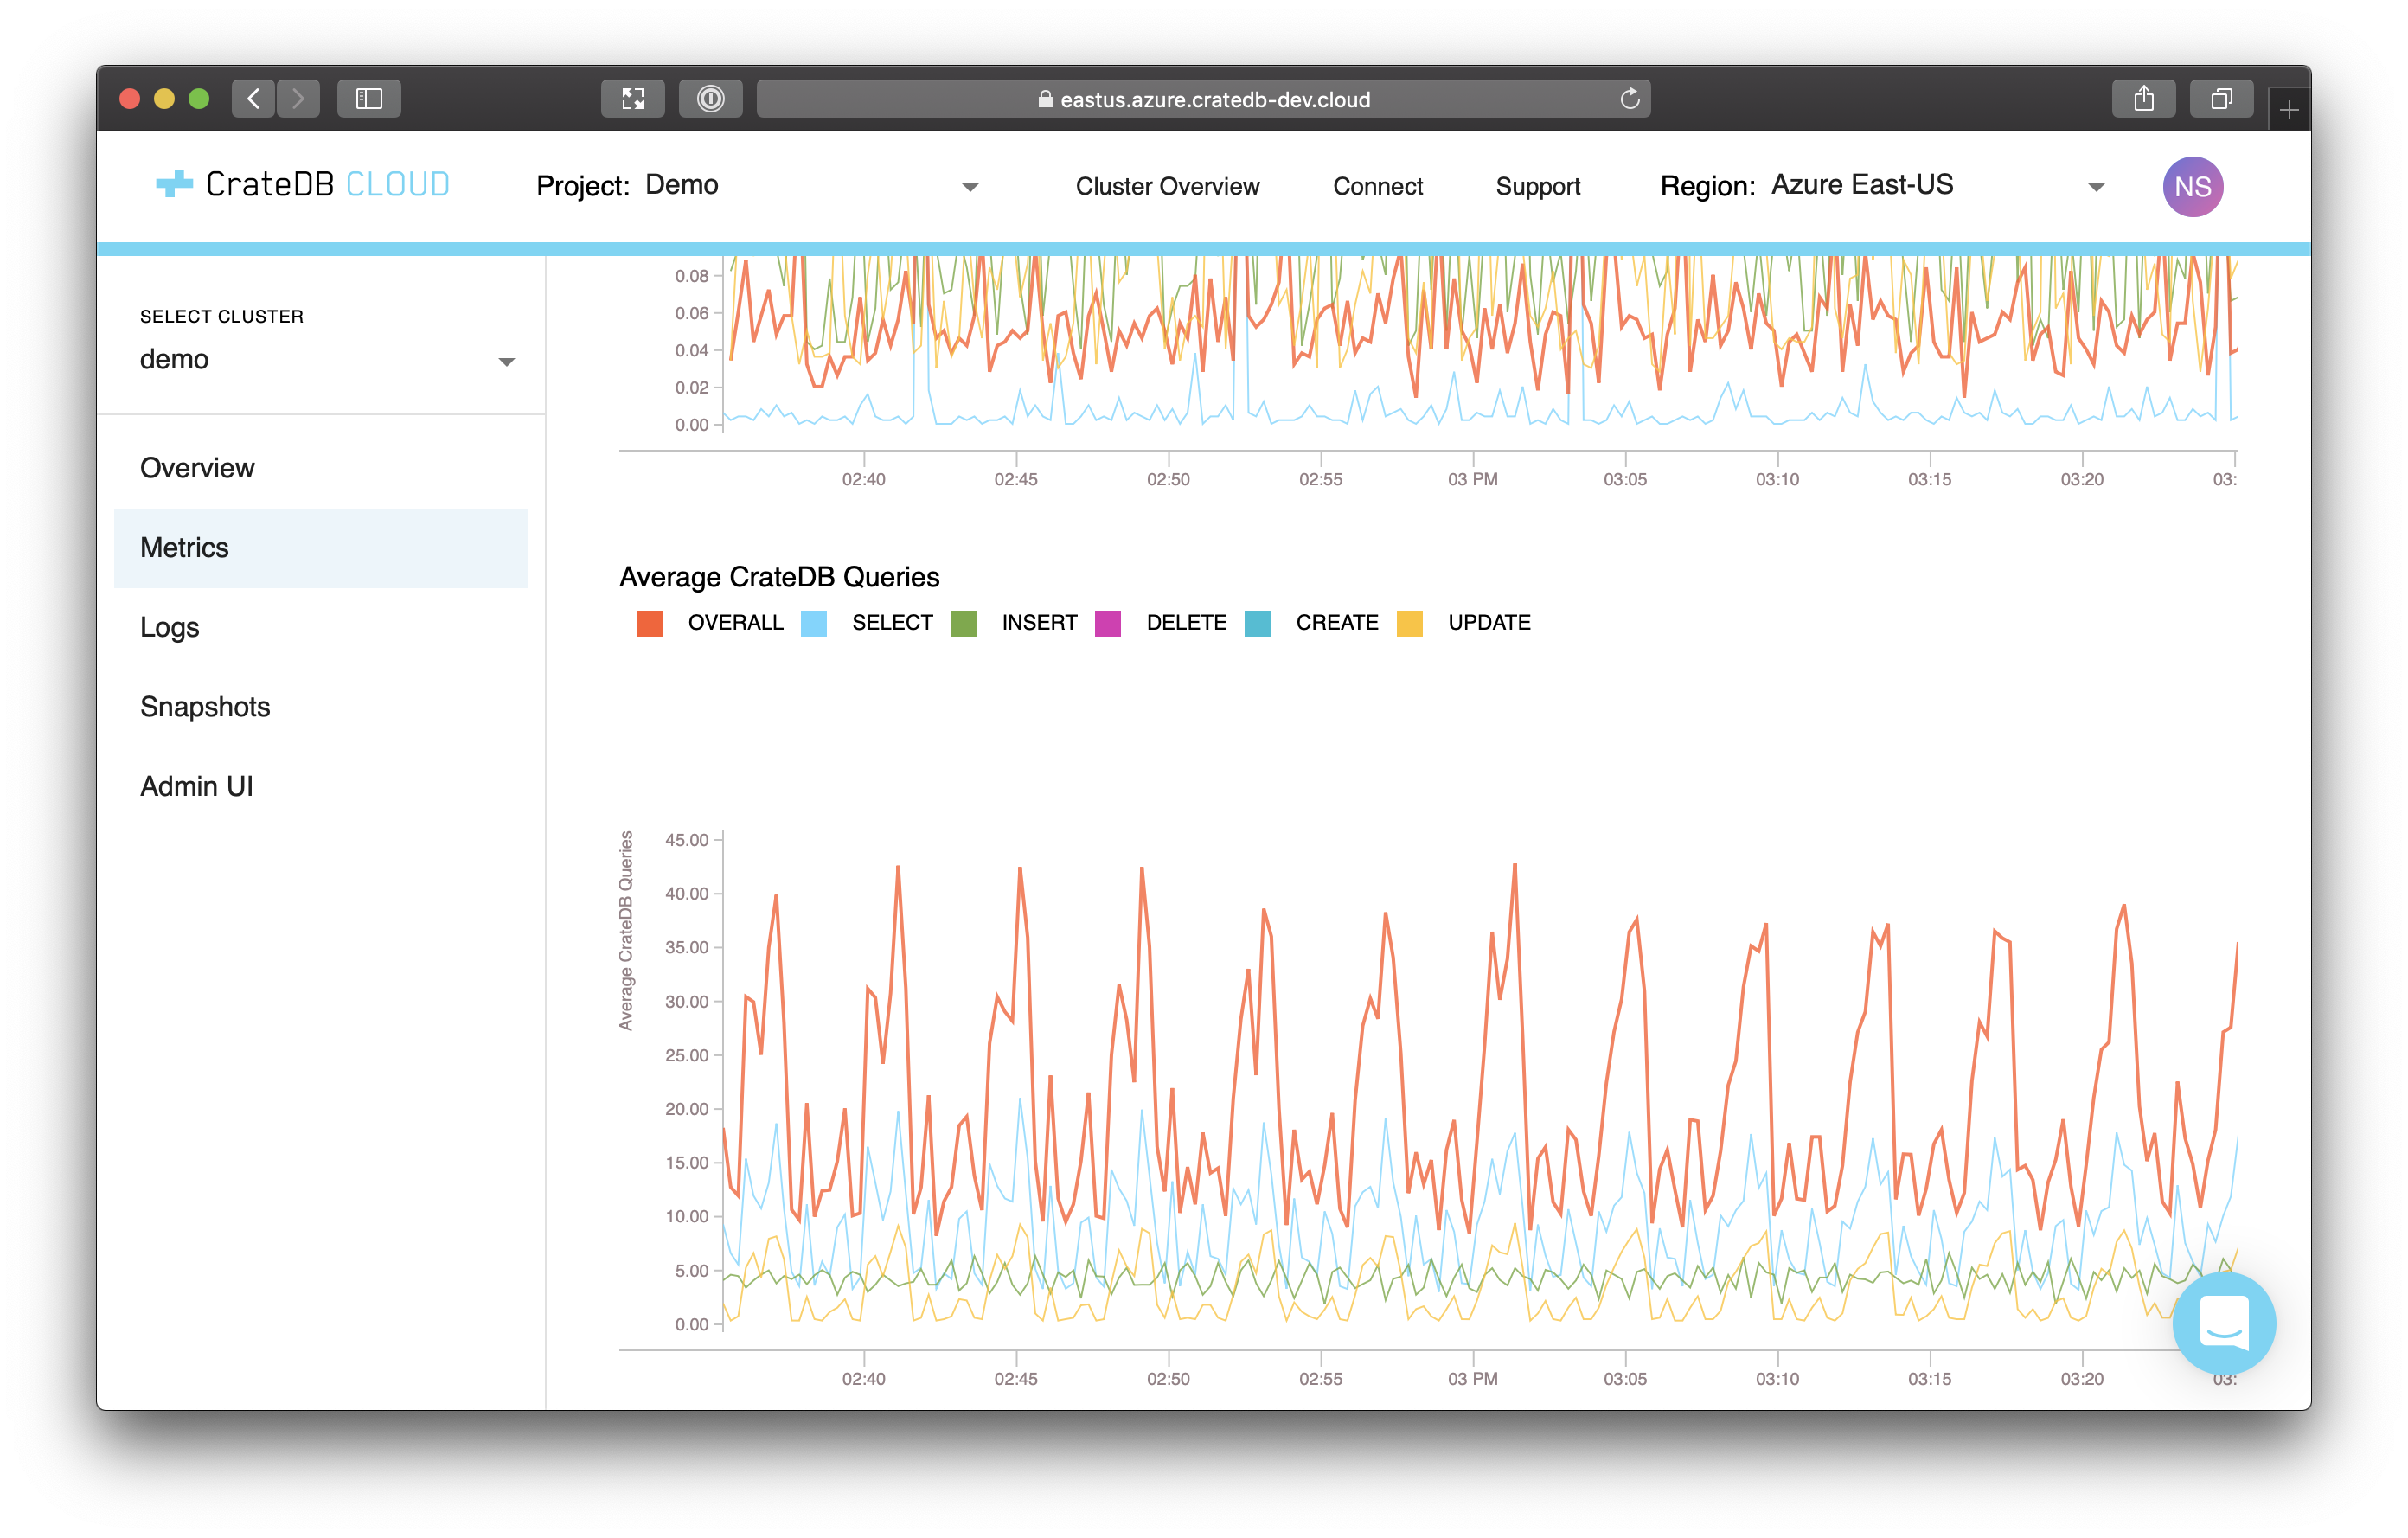 eastus.azure.cratedb-dev.cloud
CrateDB CLOUD
Project: Demo
Cluster Overview
Connect
Support
Region: Azure East-US
NS
SELECT CLUSTER
demo
Overview
Metrics
Logs
Snapshots
Admin UI
0.08
0.06
0.04
0.02
0.00
02:40 02:45 02:50 02:55 03 PM 03:05 03:10 03:15 03:20 03:
Average CrateDB Queries
OVERALL SELECT INSERT DELETE CREATE UPDATE
Average CrateDB Queries
45.00
40.00
35.00
30.00
25.00
20.00
15.00
10.00
5.00
0.00
02:40 02:45 02:50 02:55 03 PM 03:05 03:10 03:15 03:20 03: